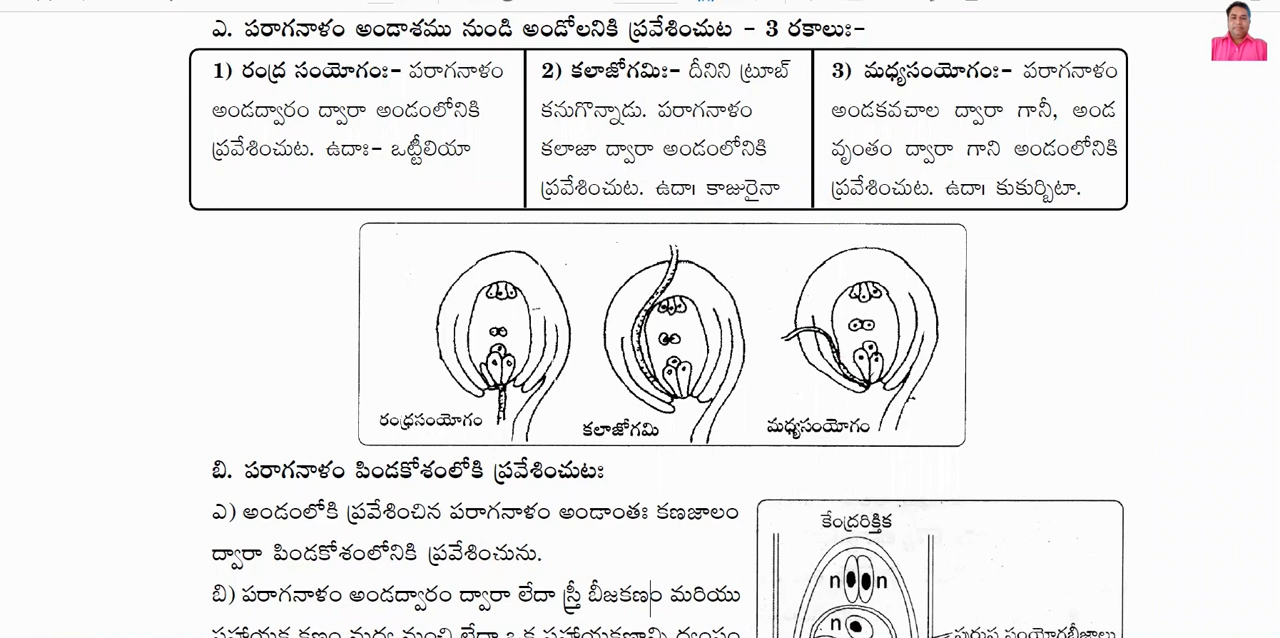 ఎ. పరాగనాళం అండాశము నుండి అండోలనికి ప్రవేశించుట - 3 రకాలుః-
1) రంధ్ర సంయోగంః- పరాగనాళం
అండద్వారం ద్వారా అండంలోనికి
ప్రవేశించుట. ఉదాః- ఒట్టీలియా
2) కలాజోగమిః- దీనిని ట్రూబ్
కనుగొన్నాడు. పరాగనాళం
కలాజా ద్వారా అండంలోనికి
ప్రవేశించుట. ఉదా। కాజురైనా
3) మధ్యసంయోగంః- పరాగనాళం
అండకవచాల ద్వారా గానీ, అండ
వృంతం ద్వారా గాని అండంలోనికి
ప్రవేశించుట. ఉదా। కుకుర్బిటా.
రంధ్రసంయోగం
కలాజోగమి
మధ్యసంయోగం
బి. పరాగనాళం పిండకోశంలోకి ప్రవేశించుటః
ఎ) అండంలోకి ప్రవేశించిన పరాగనాళం అండాంతః కణజాలం
ద్వారా పిండకోశంలోనికి ప్రవేశించును.
బి) పరాగనాళం అండద్వారం ద్వారా లేదా స్త్రీ బీజకణం మరియు
కేంద్రరిక్తిక
n n
n